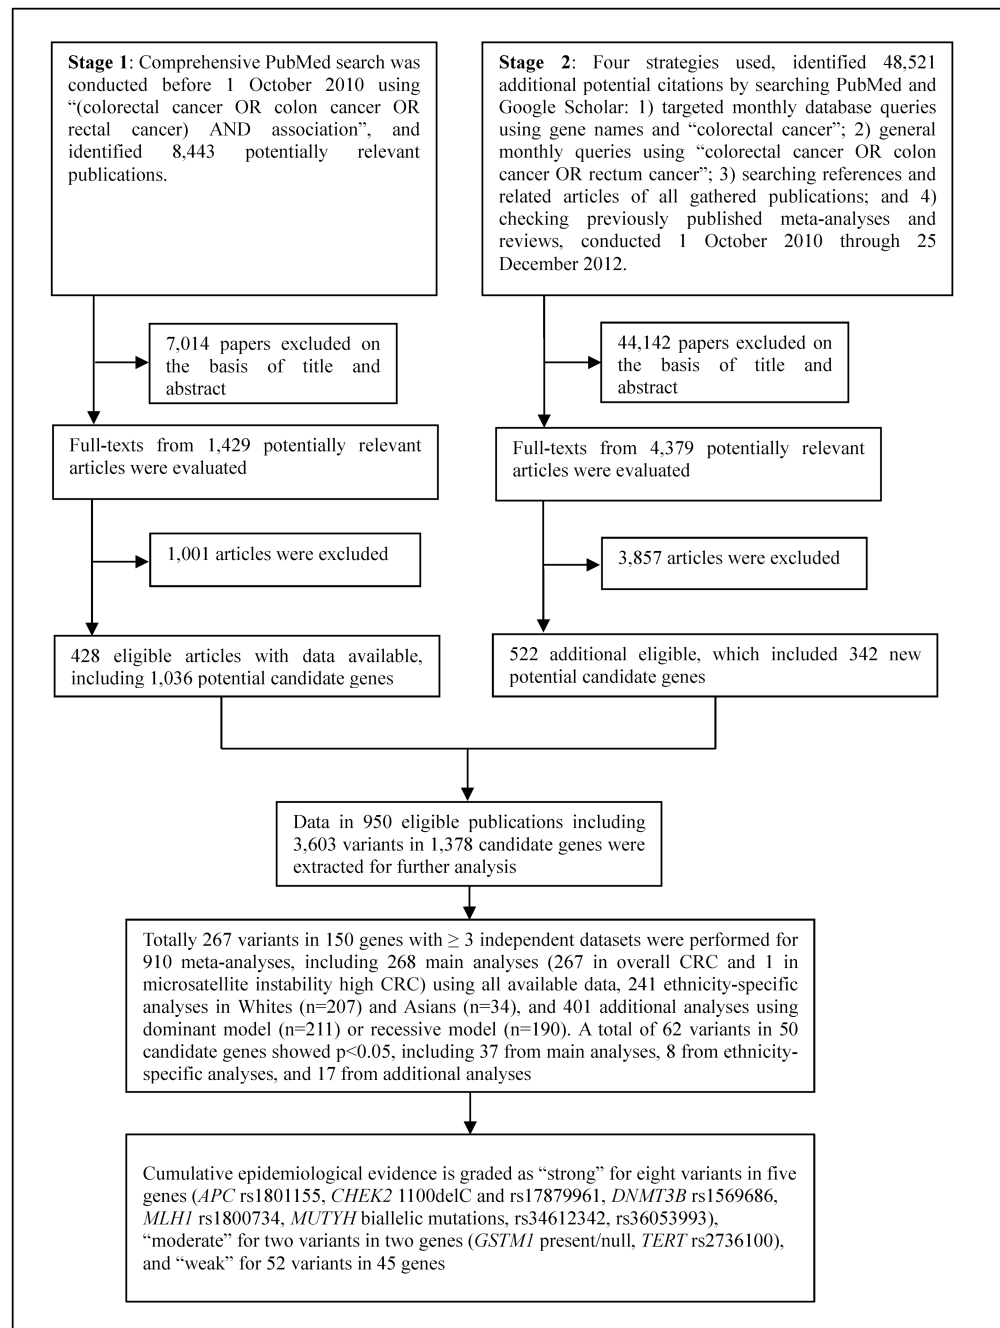 Stage 1: Comprehensive PubMed search was
conducted before 1 October 2010 using
“(colorectal cancer OR colon cancer OR
rectal cancer) AND association”, and
identified 8,443 potentially relevant
publications.
Stage 2: Four strategies used, identified 48,521
additional potential citations by searching PubMed and
Google Scholar: 1) targeted monthly database queries
using gene names and “colorectal cancer”; 2) general
monthly queries using “colorectal cancer OR colon
cancer OR rectum cancer”; 3) searching references and
related articles of all gathered publications; and 4)
checking previously published meta-analyses and
reviews, conducted 1 October 2010 through 25
December 2012.
7,014 papers excluded on
the basis of title and
abstract
44,142 papers excluded on
the basis of title and
abstract
Full-texts from 1,429 potentially relevant
articles were evaluated
Full-texts from 4,379 potentially relevant
articles were evaluated
1,001 articles were excluded
3,857 articles were excluded
428 eligible articles with data available,
including 1,036 potential candidate genes
522 additional eligible, which included 342 new
potential candidate genes
Data in 950 eligible publications including
3,603 variants in 1,378 candidate genes were
extracted for further analysis
Totally 267 variants in 150 genes with ≥ 3 independent datasets were performed for
910 meta-analyses, including 268 main analyses (267 in overall CRC and 1 in
microsatellite instability high CRC) using all available data, 241 ethnicity-specific
analyses in Whites (n=207) and Asians (n=34), and 401 additional analyses using
dominant model (n=211) or recessive model (n=190). A total of 62 variants in 50
candidate genes showed p<0.05, including 37 from main analyses, 8 from ethnicity-
specific analyses, and 17 from additional analyses
Cumulative epidemiological evidence is graded as “strong” for eight variants in five
genes (APC rs1801155, CHEK2 1100delC and rs17879961, DNMT3B rs1569686,
MLH1 rs1800734, MUTYH biallelic mutations, rs34612342, rs36053993),
“moderate” for two variants in two genes (GSTM1 present/null, TERT rs2736100),
and “weak” for 52 variants in 45 genes